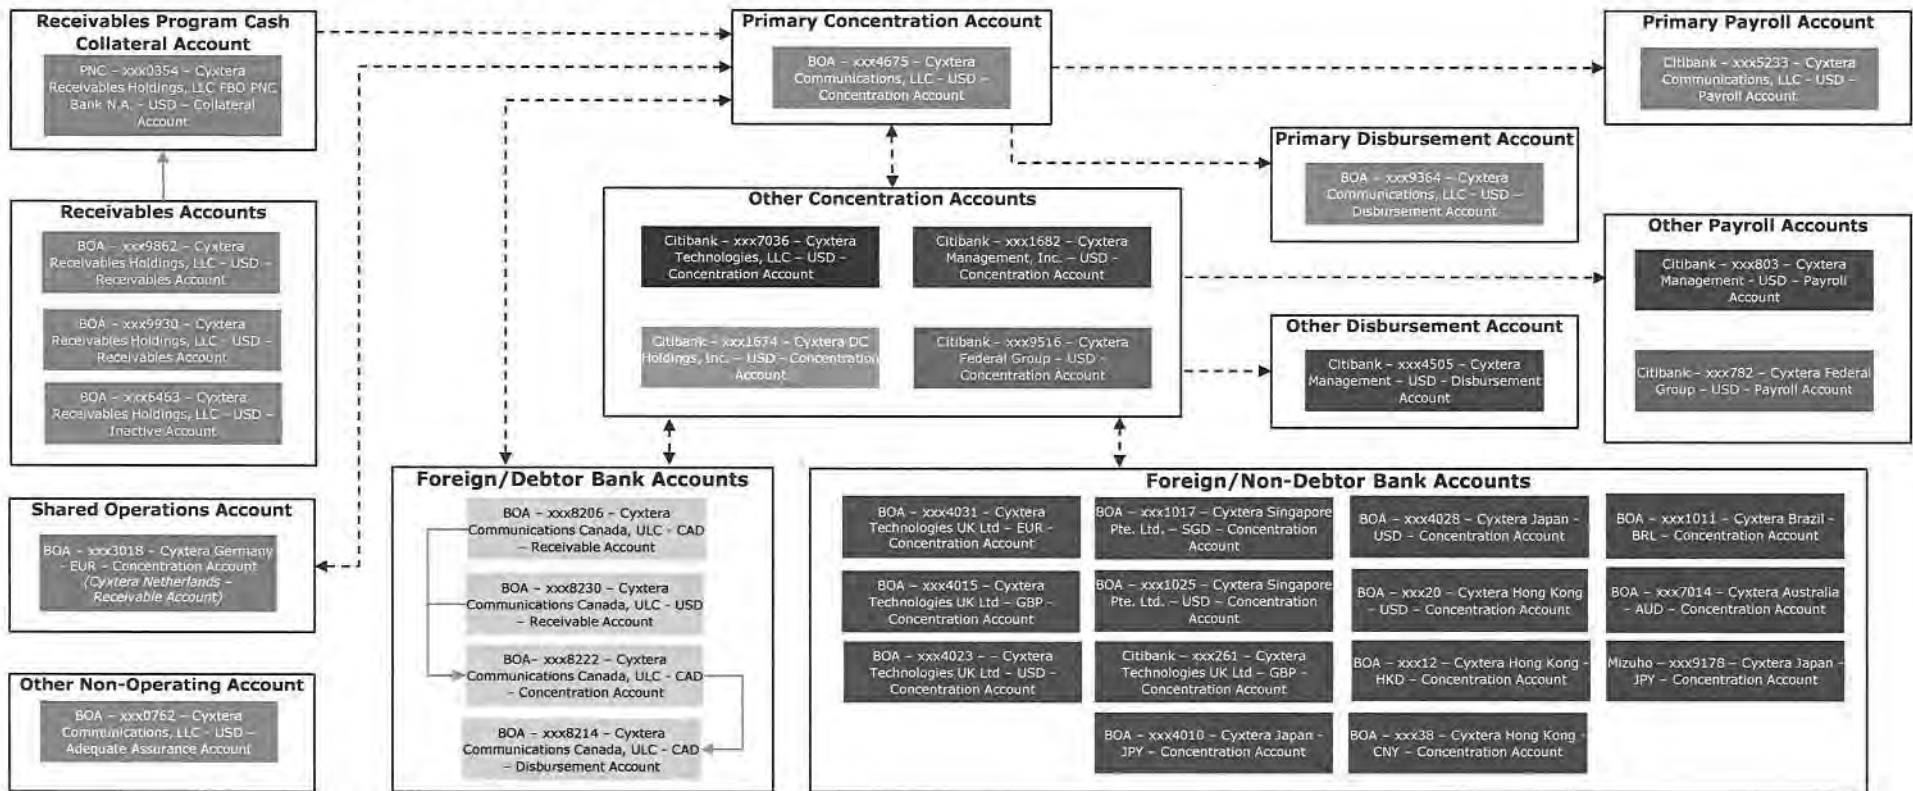 Receivables Program Cash
Collateral Account
PNC - xxx0354 - Cyxtera
Receivables Holdings, LLC FBO PNC
Bank N.A. - USD – Collateral
Account
Receivables Accounts
BOA – xxx9862 – Cyxtera
Receivables Holdings, LLC – USD –
Receivables Account
BOA – xxx9930 – Cyxtera
Receivables Holdings, LLC – USD –
Receivables Account
BOA – xxx6463 – Cyxtera
Receivables Holdings, LLC – USD –
Inactive Account
Shared Operations Account
BOA – xxx3018 – Cyxtera Germany
– EUR – Concentration Account
(Cyxtera Netherlands –
Receivable Account)
Other Non-Operating Account
BOA – xxx0762 – Cyxtera
Communications, LLC – USD –
Adequate Assurance Account
Primary Concentration Account
BOA – xxx4675 – Cyxtera
Communications, LLC - USD –
Concentration Account
Other Concentration Accounts
Citibank – xxx7036 – Cyxtera
Technologies, LLC – USD –
Concentration Account
Citibank – xxx1682 – Cyxtera
Management, Inc. – USD –
Concentration Account
Citibank – xxx1674 – Cyxtera DC
Holdings, Inc. – USD – Concentration
Account
Citibank – xxx9516 – Cyxtera
Federal Group – USD -
Concentration Account
Primary Payroll Account
Citibank – xxx5233 – Cyxtera
Communications, LLC – USD –
Payroll Account
Primary Disbursement Account
BOA – xxx9364 – Cyxtera
Communications, LLC – USD –
Disbursement Account
Other Payroll Accounts
Citibank – xxx803 – Cyxtera
Management - USD – Payroll
Account
Citibank – xxx782 – Cyxtera Federal
Group – USD - Payroll Account
Other Disbursement Account
Citibank – xxx4505 – Cyxtera
Management – USD - Disbursement
Account
Foreign/Debtor Bank Accounts
BOA – xxx8206 – Cyxtera
Communications Canada, ULC - CAD
– Receivable Account
BOA – xxx8230 – Cyxtera
Communications Canada, ULC - USD
– Receivable Account
BOA– xxx8222 – Cyxtera
Communications Canada, ULC - CAD
– Concentration Account
BOA – xxx8214 – Cyxtera
Communications Canada, ULC - CAD
– Disbursement Account
Foreign/Non-Debtor Bank Accounts
BOA – xxx4031 – Cyxtera
Technologies UK Ltd – EUR -
Concentration Account
BOA – xxx1017 – Cyxtera Singapore
Pte. Ltd. – SGD – Concentration
Account
BOA – xxx4028 – Cyxtera Japan -
USD – Concentration Account
BOA – xxx1011 – Cyxtera Brazil -
BRL – Concentration Account
BOA – xxx4015 – Cyxtera
Technologies UK Ltd – GBP -
Concentration Account
BOA – xxx1025 – Cyxtera Singapore
Pte. Ltd. – USD – Concentration
Account
BOA – xxx20 – Cyxtera Hong Kong
– USD – Concentration Account
BOA – xxx7014 – Cyxtera Australia
– AUD – Concentration Account
BOA – xxx4023 – – Cyxtera
Technologies UK Ltd – USD -
Concentration Account
Citibank – xxx261 – Cyxtera
Technologies UK Ltd – GBP –
Concentration Account
BOA – xxx12 – Cyxtera Hong Kong -
HKD – Concentration Account
Mizuho – xxx9178 – Cyxtera Japan –
JPY – Concentration Account
BOA – xxx4010 – Cyxtera Japan -
JPY – Concentration Account
BOA – xxx38 – Cyxtera Hong Kong -
CNY – Concentration Account